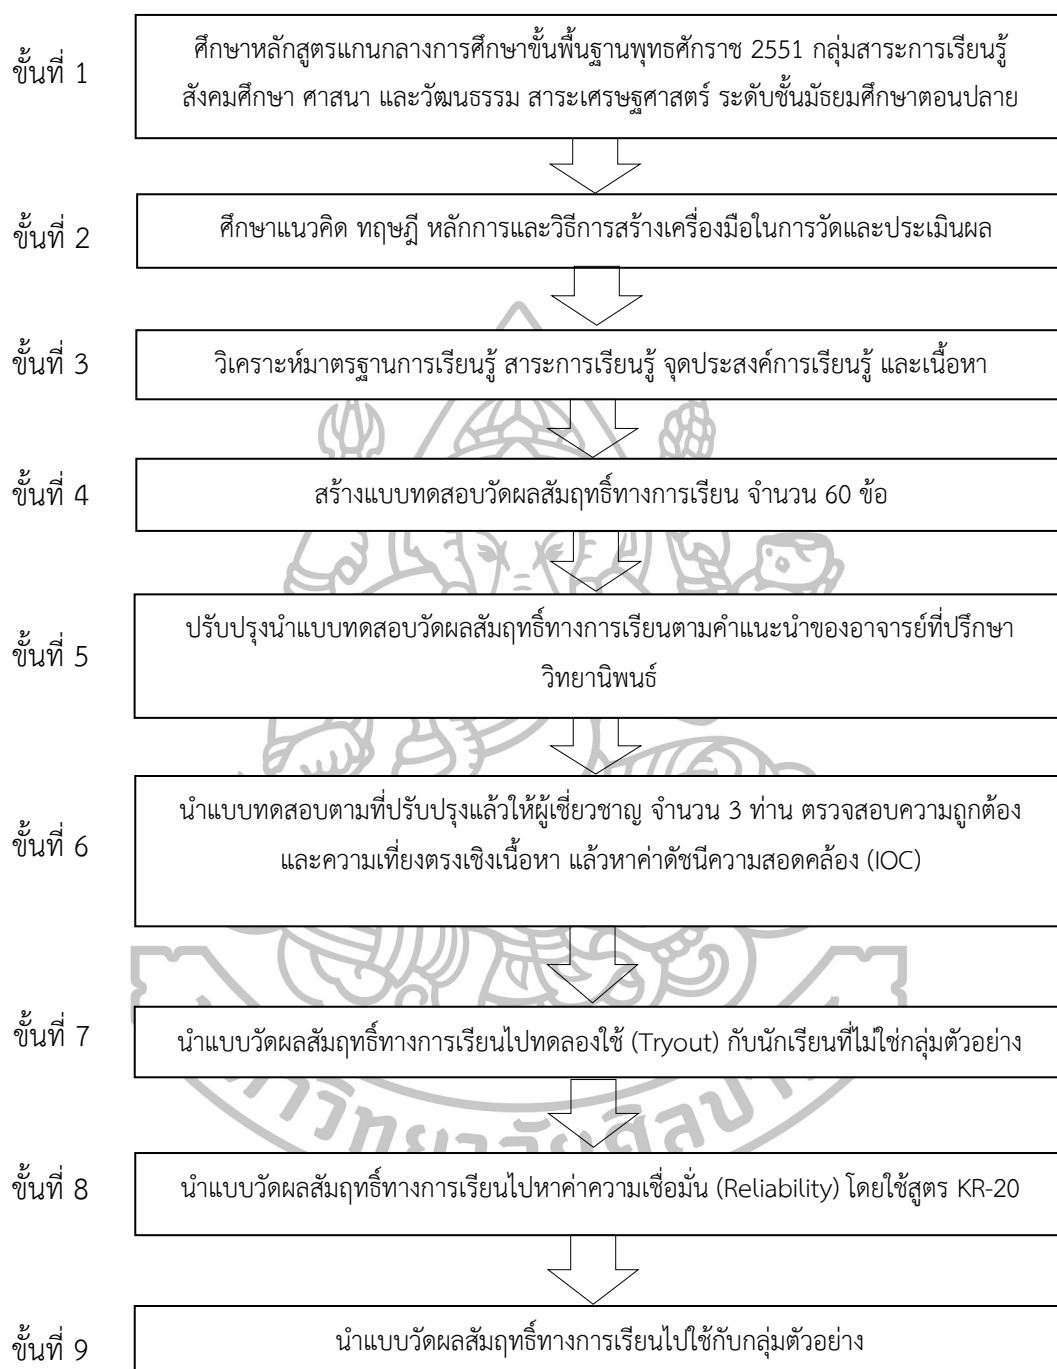 ขั้นที่ 1
ศึกษาหลักสูตรแกนกลางการศึกษาขั้นพื้นฐานพุทธศักราช 2551 กลุ่มสาระการเรียนรู้
สังคมศึกษา ศาสนา และวัฒนธรรม สาระเศรษฐศาสตร์ ระดับชั้นมัธยมศึกษาตอนปลาย
ขั้นที่ 2
ศึกษาแนวคิด ทฤษฎี หลักการและวิธีการสร้างเครื่องมือในการวัดและประเมินผล
ขั้นที่ 3
วิเคราะห์มาตรฐานการเรียนรู้ สาระการเรียนรู้ จุดประสงค์การเรียนรู้ และเนื้อหา
ขั้นที่ 4
สร้างแบบทดสอบวัดผลสัมฤทธิ์ทางการเรียน จำนวน 60 ข้อ
ขั้นที่ 5
ปรับปรุงนำแบบทดสอบวัดผลสัมฤทธิ์ทางการเรียนตามคำแนะนำของอาจารย์ที่ปรึกษา
วิทยานิพนธ์
ขั้นที่ 6
นำแบบทดสอบตามที่ปรับปรุงแล้วให้ผู้เชี่ยวชาญ จำนวน 3 ท่าน ตรวจสอบความถูกต้อง
และความเที่ยงตรงเชิงเนื้อหา แล้วหาค่าดัชนีความสอดคล้อง (IOC)
ขั้นที่ 7
นำแบบวัดผลสัมฤทธิ์ทางการเรียนไปทดลองใช้ (Tryout) กับนักเรียนที่ไม่ใช่กลุ่มตัวอย่าง
ขั้นที่ 8
นำแบบวัดผลสัมฤทธิ์ทางการเรียนไปหาค่าความเชื่อมั่น (Reliability) โดยใช้สูตร KR-20
ขั้นที่ 9
นำแบบวัดผลสัมฤทธิ์ทางการเรียนไปใช้กับกลุ่มตัวอย่าง